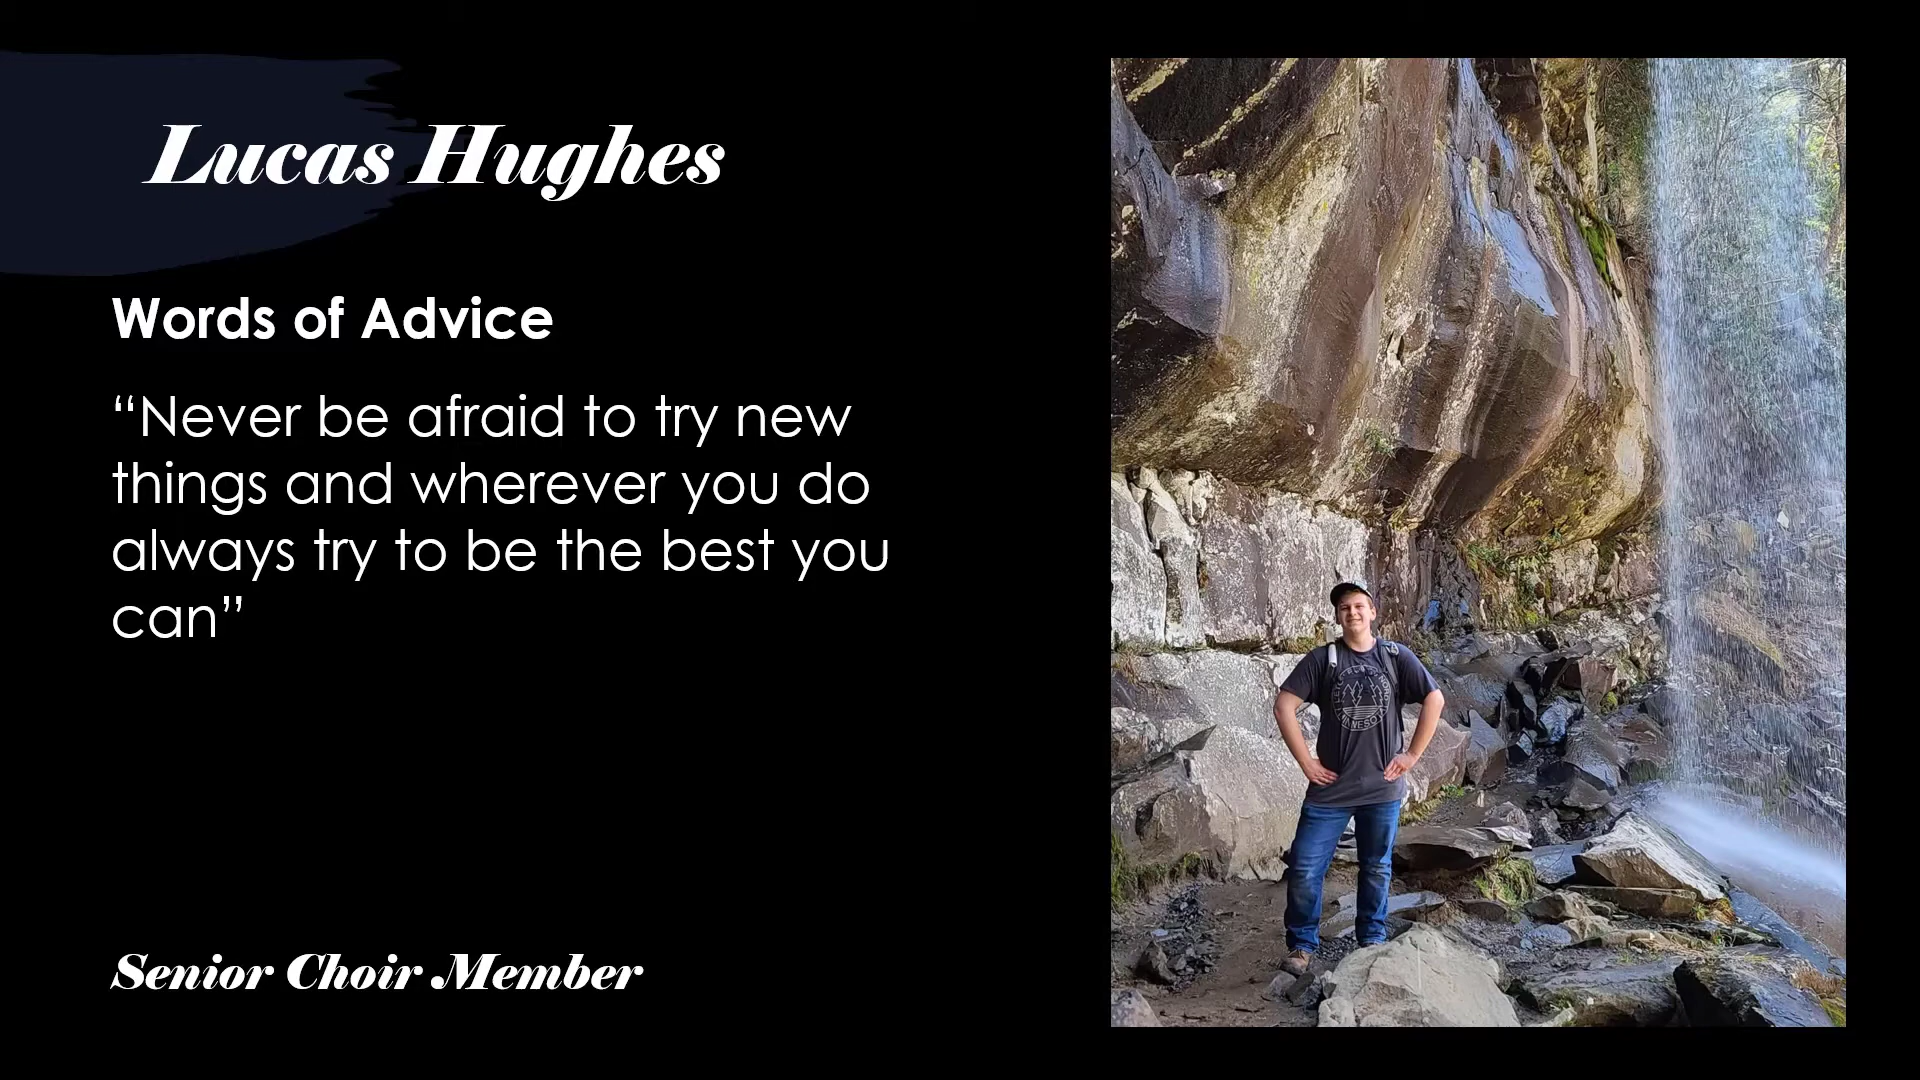 Lucas Hughes
Words of Advice
“Never be afraid to try new
things and wherever you do
always try to be the best you
can”
Senior Choir Member
MINNESOTA